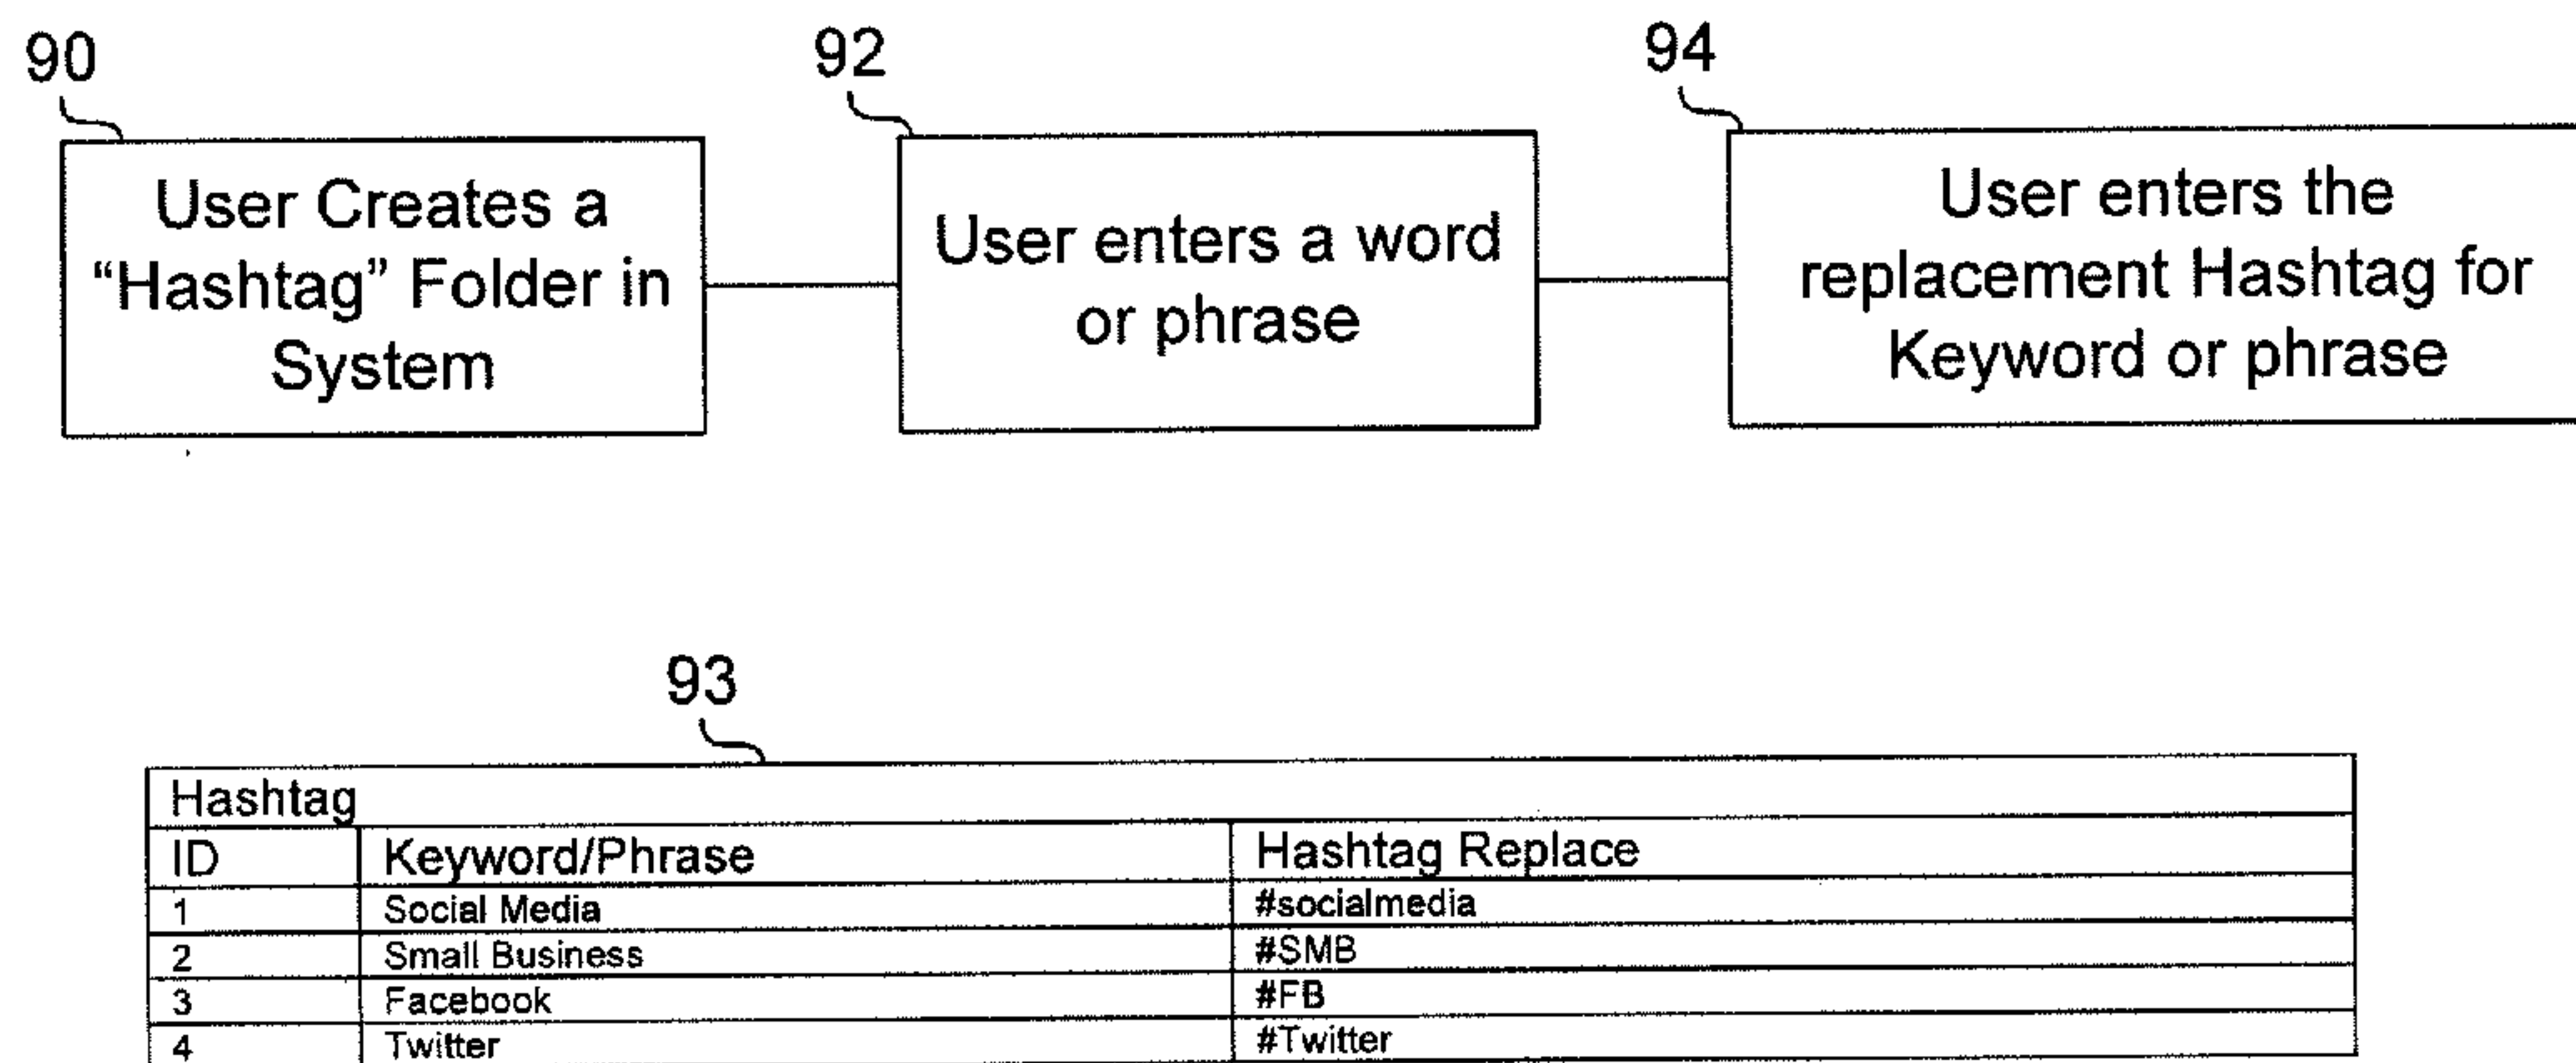 90
92
94
User Creates a
“Hashtag” Folder in
System
User enters a word
or phrase
User enters the
replacement Hashtag for
Keyword or phrase
93
Hashtag
ID Keyword/Phrase Hashtag Replace
1 Social Media #socialmedia
2 Small Business #SMB
3 Facebook #FB
4 Twitter #Twitter